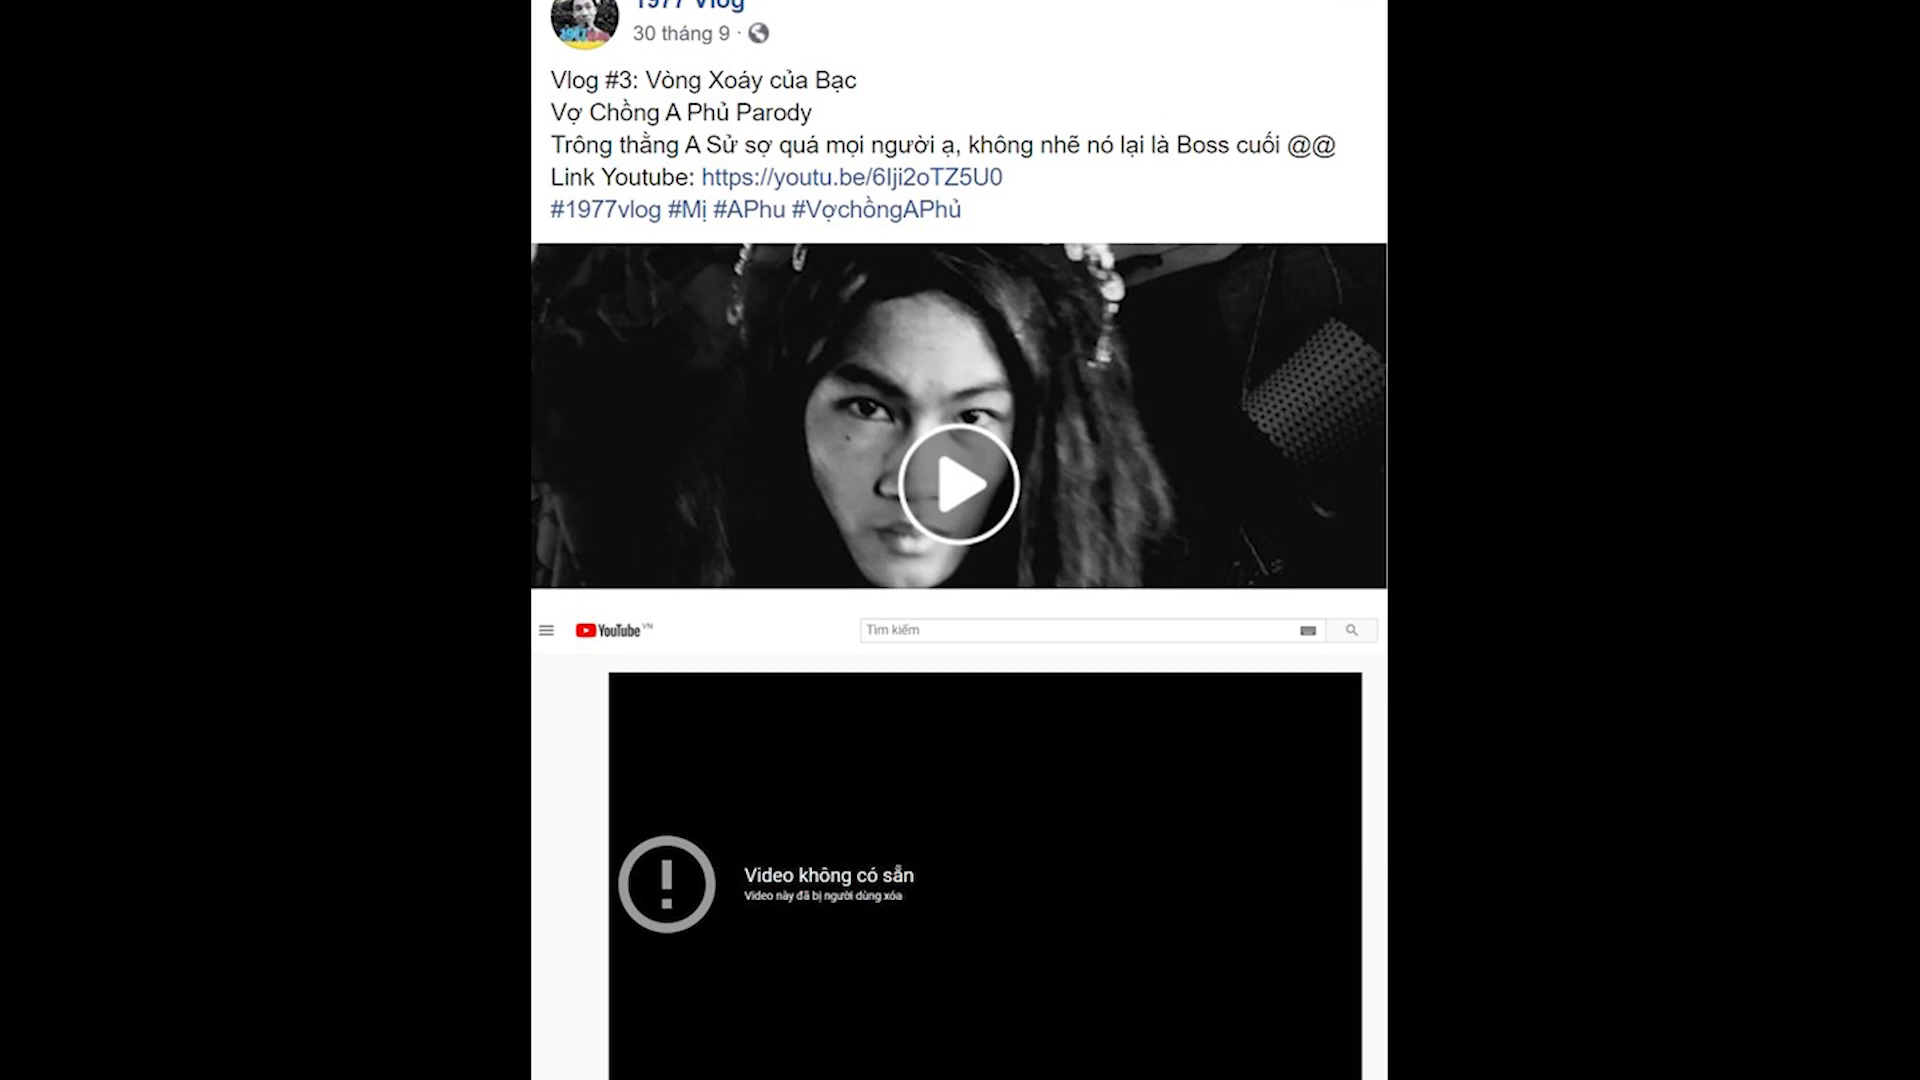 1977 Vlog
30 tháng 9 ·
Vlog #3: Vòng Xoáy của Bạc
Vợ Chồng A Phủ Parody
Trông thằng A Sử sợ quá mọi người ạ, không nhẽ nó lại là Boss cuối @@
Link Youtube: https://youtu.be/6Iji2oTZ5U0
#1977vlog #Mị #APhu #VợchồngAPhủ
YouTube VN
Tìm kiếm
Video không có sẵn
Video này đã bị người dùng xóa